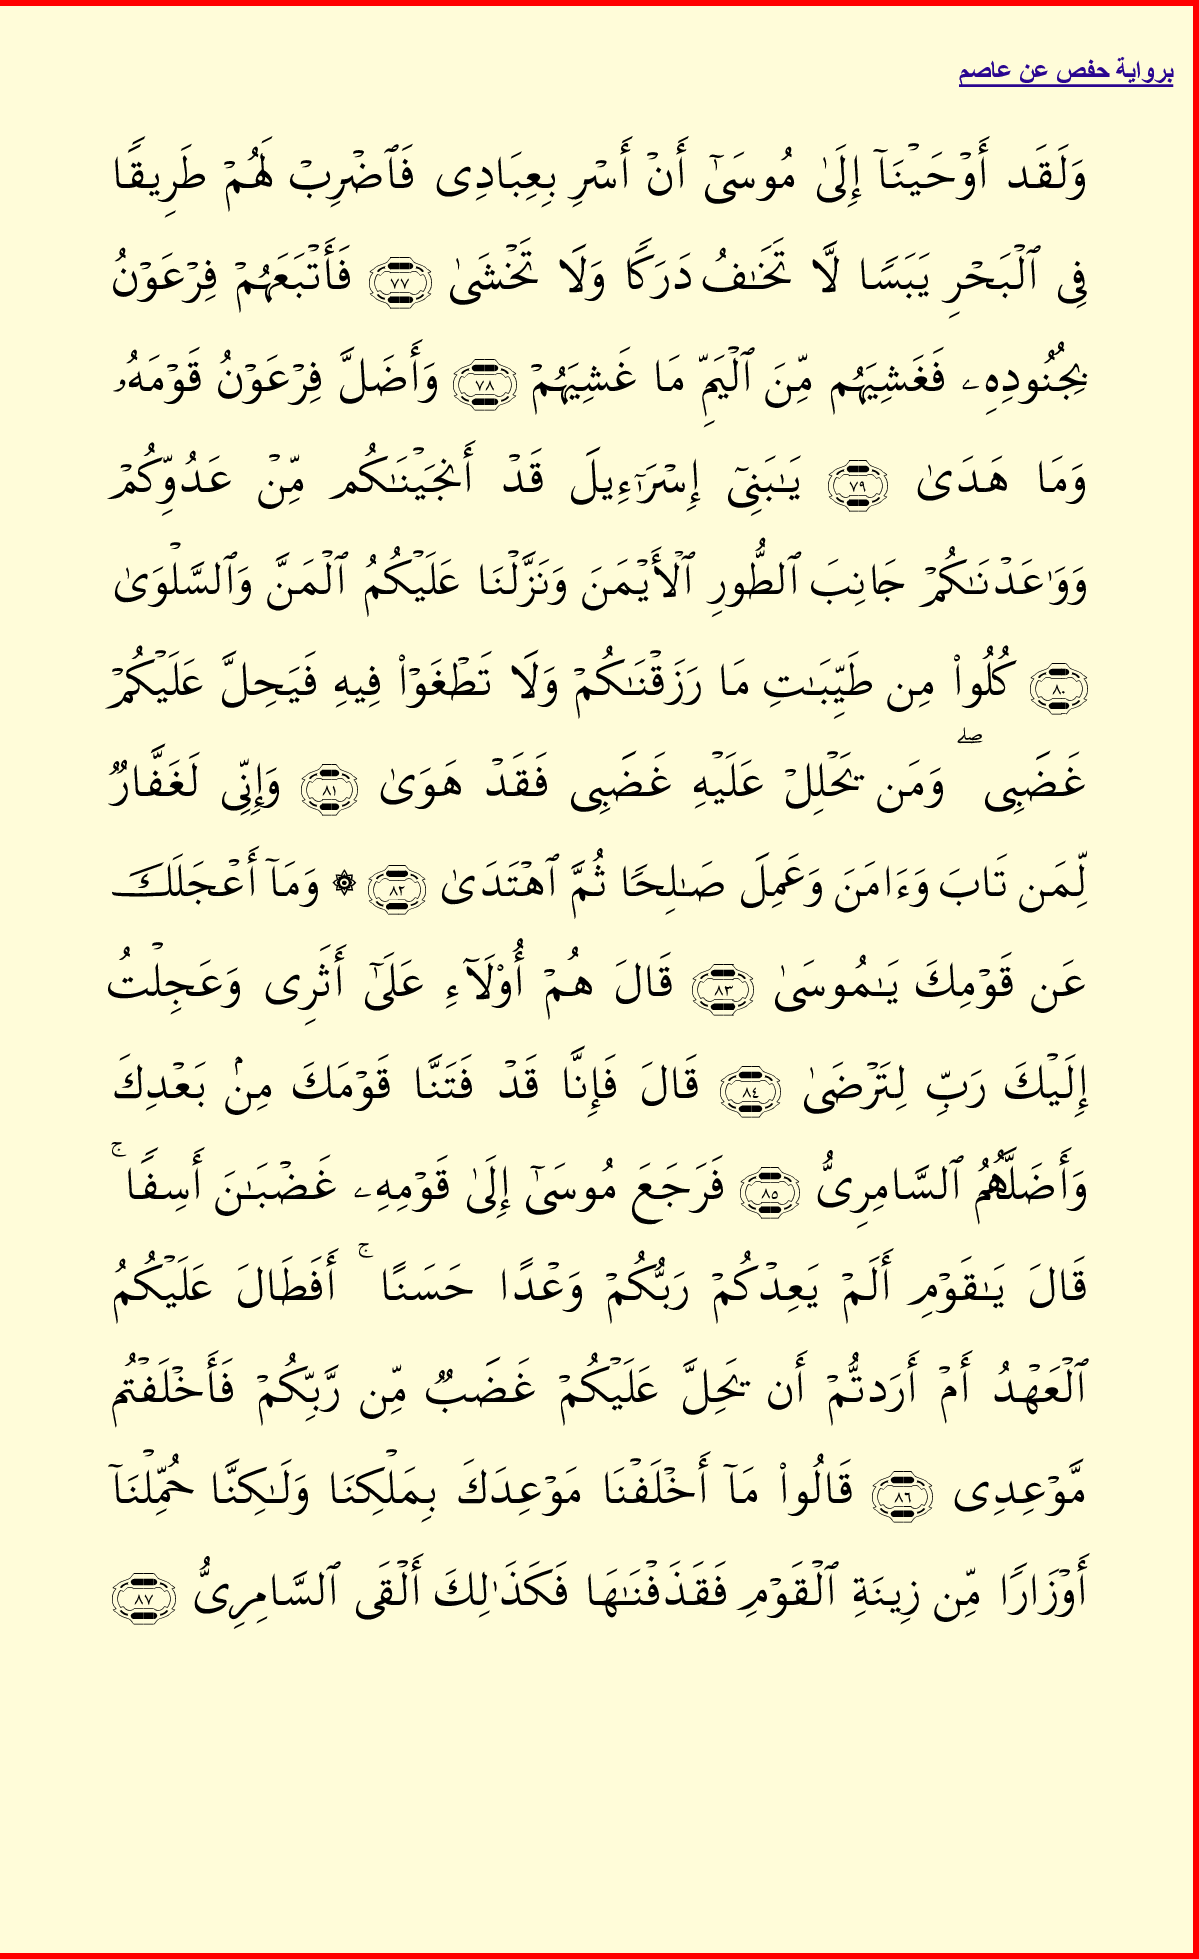 برواية حفص عن عاصم
وَلَقَدْ أَوْحَيْنَآ إِلَىٰ مُوسَىٰٓ أَنْ أَسْرِ بِعِبَادِى فَٱضْرِبْ لَهُمْ طَرِيقًا
فِى ٱلْبَحْرِ يَبَسًا لَّا تَخَـٰفُ دَرَكًا وَلَا تَخْشَىٰ ٧٧ فَأَتْبَعَهُمْ فِرْعَوْنُ
بِجُنُودِهِۦ فَغَشِيَهُم مِّنَ ٱلْيَمِّ مَا غَشِيَهُمْ ٧٨ وَأَضَلَّ فِرْعَوْنُ قَوْمَهُۥ
وَمَا هَدَىٰ ٧٩ يَـٰبَنِىٓ إِسْرَٰٓءِيلَ قَدْ أَنجَيْنَـٰكُم مِّنْ عَدُوِّكُمْ
وَوَٰعَدْنَـٰكُمْ جَانِبَ ٱلطُّورِ ٱلْأَيْمَنَ وَنَزَّلْنَا عَلَيْكُمُ ٱلْمَنَّ وَٱلسَّلْوَىٰ
٨٠ كُلُوا۟ مِن طَيِّبَـٰتِ مَا رَزَقْنَـٰكُمْ وَلَا تَطْغَوْا۟ فِيهِ فَيَحِلَّ عَلَيْكُمْ
غَضَبِى ۖ وَمَن يَحْلِلْ عَلَيْهِ غَضَبِى فَقَدْ هَوَىٰ ٨١ وَإِنِّى لَغَفَّارٌ
لِّمَن تَابَ وَءَامَنَ وَعَمِلَ صَـٰلِحًا ثُمَّ ٱهْتَدَىٰ ٨٢ ۞ وَمَآ أَعْجَلَكَ
عَن قَوْمِكَ يَـٰمُوسَىٰ ٨٣ قَالَ هُمْ أُو۟لَآءِ عَلَىٰٓ أَثَرِى وَعَجِلْتُ
إِلَيْكَ رَبِّ لِتَرْضَىٰ ٨٤ قَالَ فَإِنَّا قَدْ فَتَنَّا قَوْمَكَ مِنۢ بَعْدِكَ
وَأَضَلَّهُمُ ٱلسَّامِرِىُّ ٨٥ فَرَجَعَ مُوسَىٰٓ إِلَىٰ قَوْمِهِۦ غَضْبَـٰنَ أَسِفًا ۚ
قَالَ يَـٰقَوْمِ أَلَمْ يَعِدْكُمْ رَبُّكُمْ وَعْدًا حَسَنًا ۚ أَفَطَالَ عَلَيْكُمُ
ٱلْعَهْدُ أَمْ أَرَدتُّمْ أَن يَحِلَّ عَلَيْكُمْ غَضَبٌ مِّن رَّبِّكُمْ فَأَخْلَفْتُم
مَّوْعِدِى ٨٦ قَالُوا۟ مَآ أَخْلَفْنَا مَوْعِدَكَ بِمَلْكِنَا وَلَـٰكِنَّا حُمِّلْنَآ
أَوْزَارًا مِّن زِينَةِ ٱلْقَوْمِ فَقَذَفْنَـٰهَا فَكَذَٰلِكَ أَلْقَى ٱلسَّامِرِىُّ ٨٧